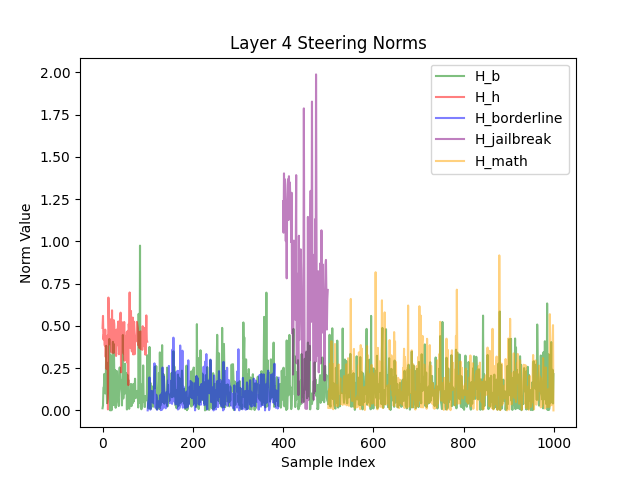 Layer 4 Steering Norms
H_b
H_h
H_borderline
H_jailbreak
H_math
Norm Value
2.00
1.75
1.50
1.25
1.00
0.75
0.50
0.25
0.00
0 200 400 600 800 1000
Sample Index